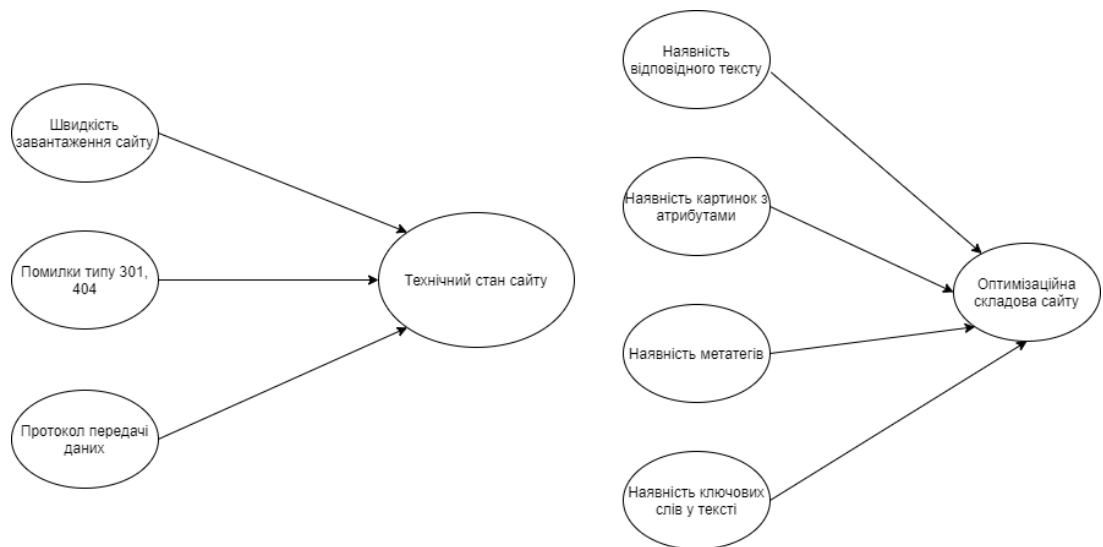 Швидкість
завантаження сайту
Помилки типу 301,
404
Протокол передачі
даних
Технічний стан сайту
Наявність
відповідного тексту
Наявність картинок з
атрибутами
Наявність метатегів
Наявність ключових
слів у тексті
Оптимізаційна
складова сайту